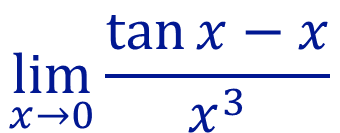 lim x→0 (tan x − x) / x³